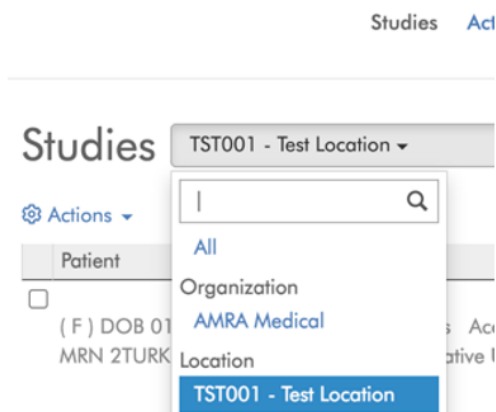 Studies
Studies TST001 - Test Location
Actions
All
Patient
Organization
AMRA Medical
( F ) DOB 01
MRN 2TURK
Location
TST001 - Test Location